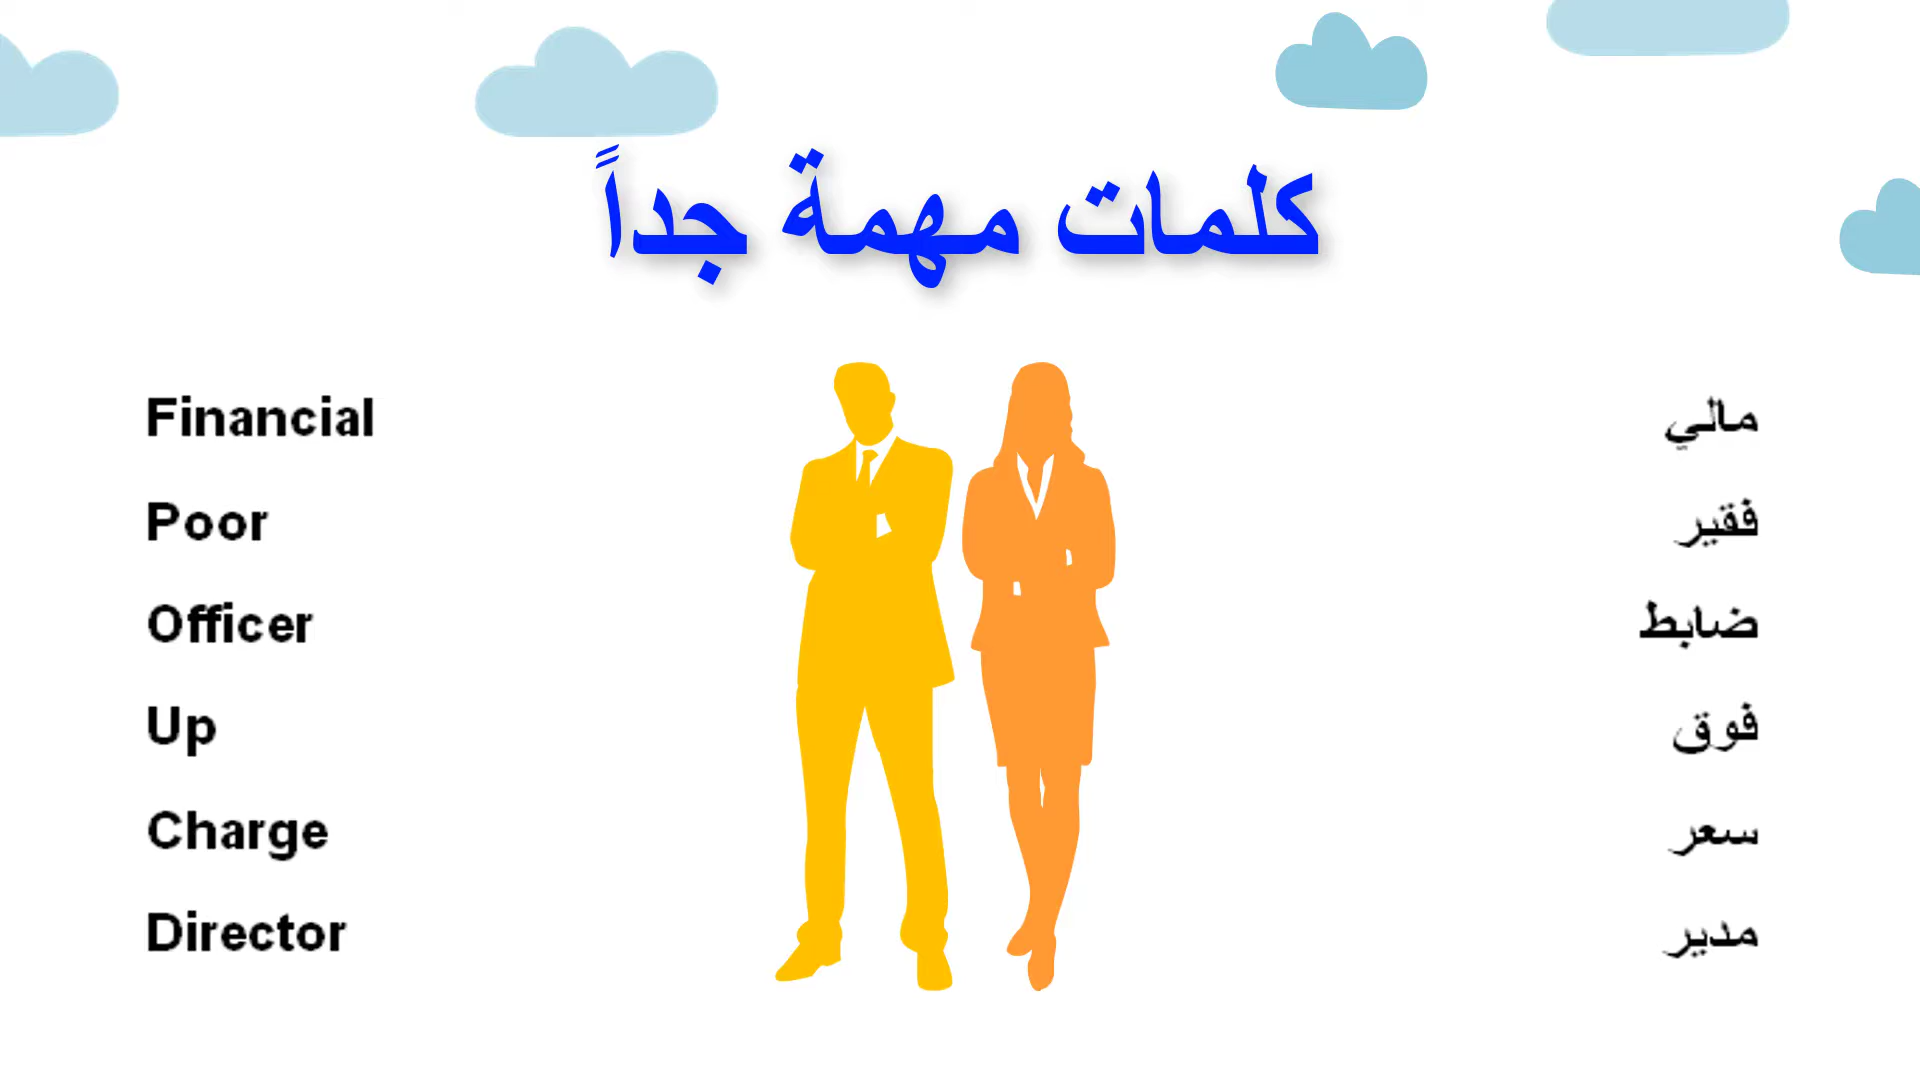 كلمات مهمة جداً
Financial مالي
Poor فقير
Officer ضابط
Up فوق
Charge سعر
Director مدير